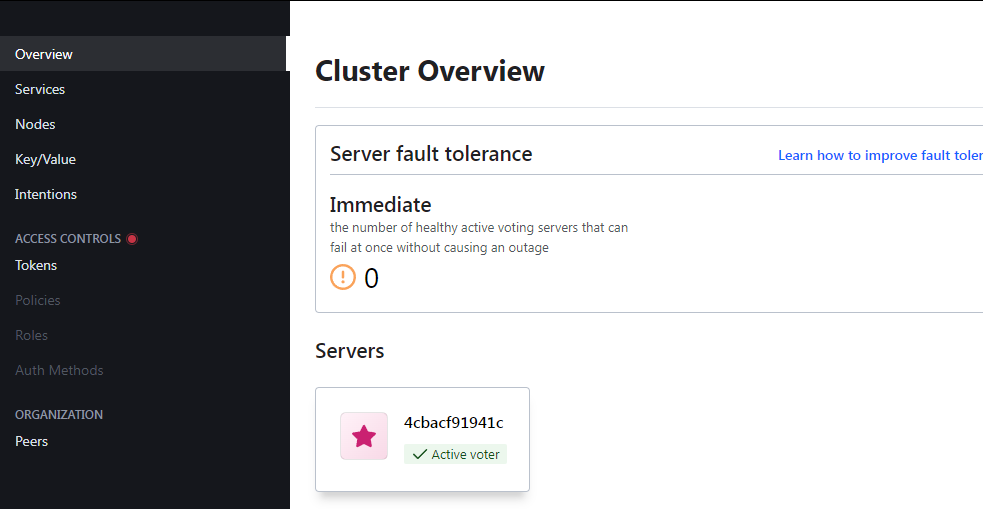 Overview
Services
Nodes
Key/Value
Intentions
ACCESS CONTROLS
Tokens
Policies
Roles
Auth Methods
ORGANIZATION
Peers
Cluster Overview
Server fault tolerance
Learn how to improve fault toler
Immediate
the number of healthy active voting servers that can
fail at once without causing an outage
0
Servers
4cbacf91941c
Active voter